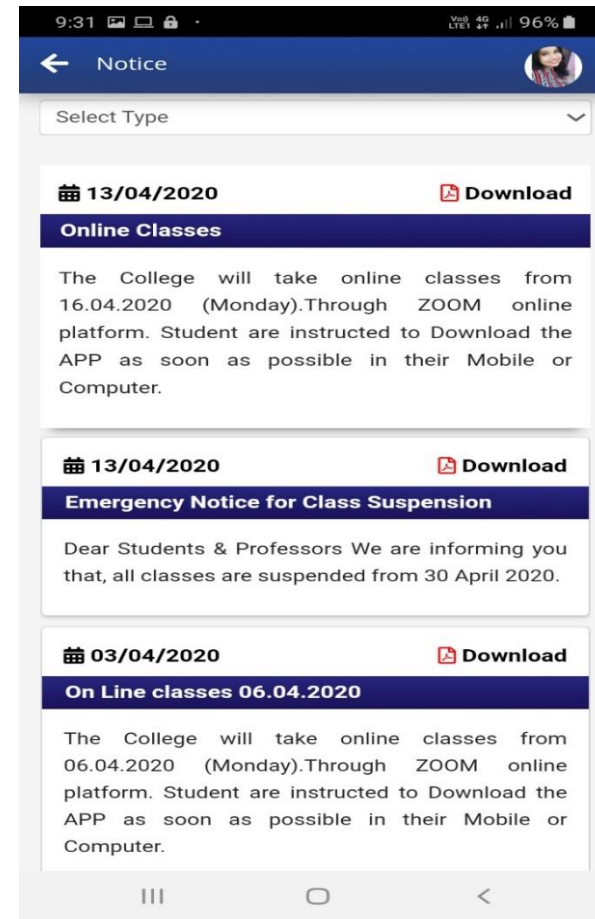 9:31
Vo)) 4G LTE1 96%
Notice
Select Type
13/04/2020 Download
Online Classes
The College will take online classes from
16.04.2020 (Monday).Through ZOOM online
platform. Student are instructed to Download the
APP as soon as possible in their Mobile or
Computer.
13/04/2020 Download
Emergency Notice for Class Suspension
Dear Students & Professors We are informing you
that, all classes are suspended from 30 April 2020.
03/04/2020 Download
On Line classes 06.04.2020
The College will take online classes from
06.04.2020 (Monday).Through ZOOM online
platform. Student are instructed to Download the
APP as soon as possible in their Mobile or
Computer.